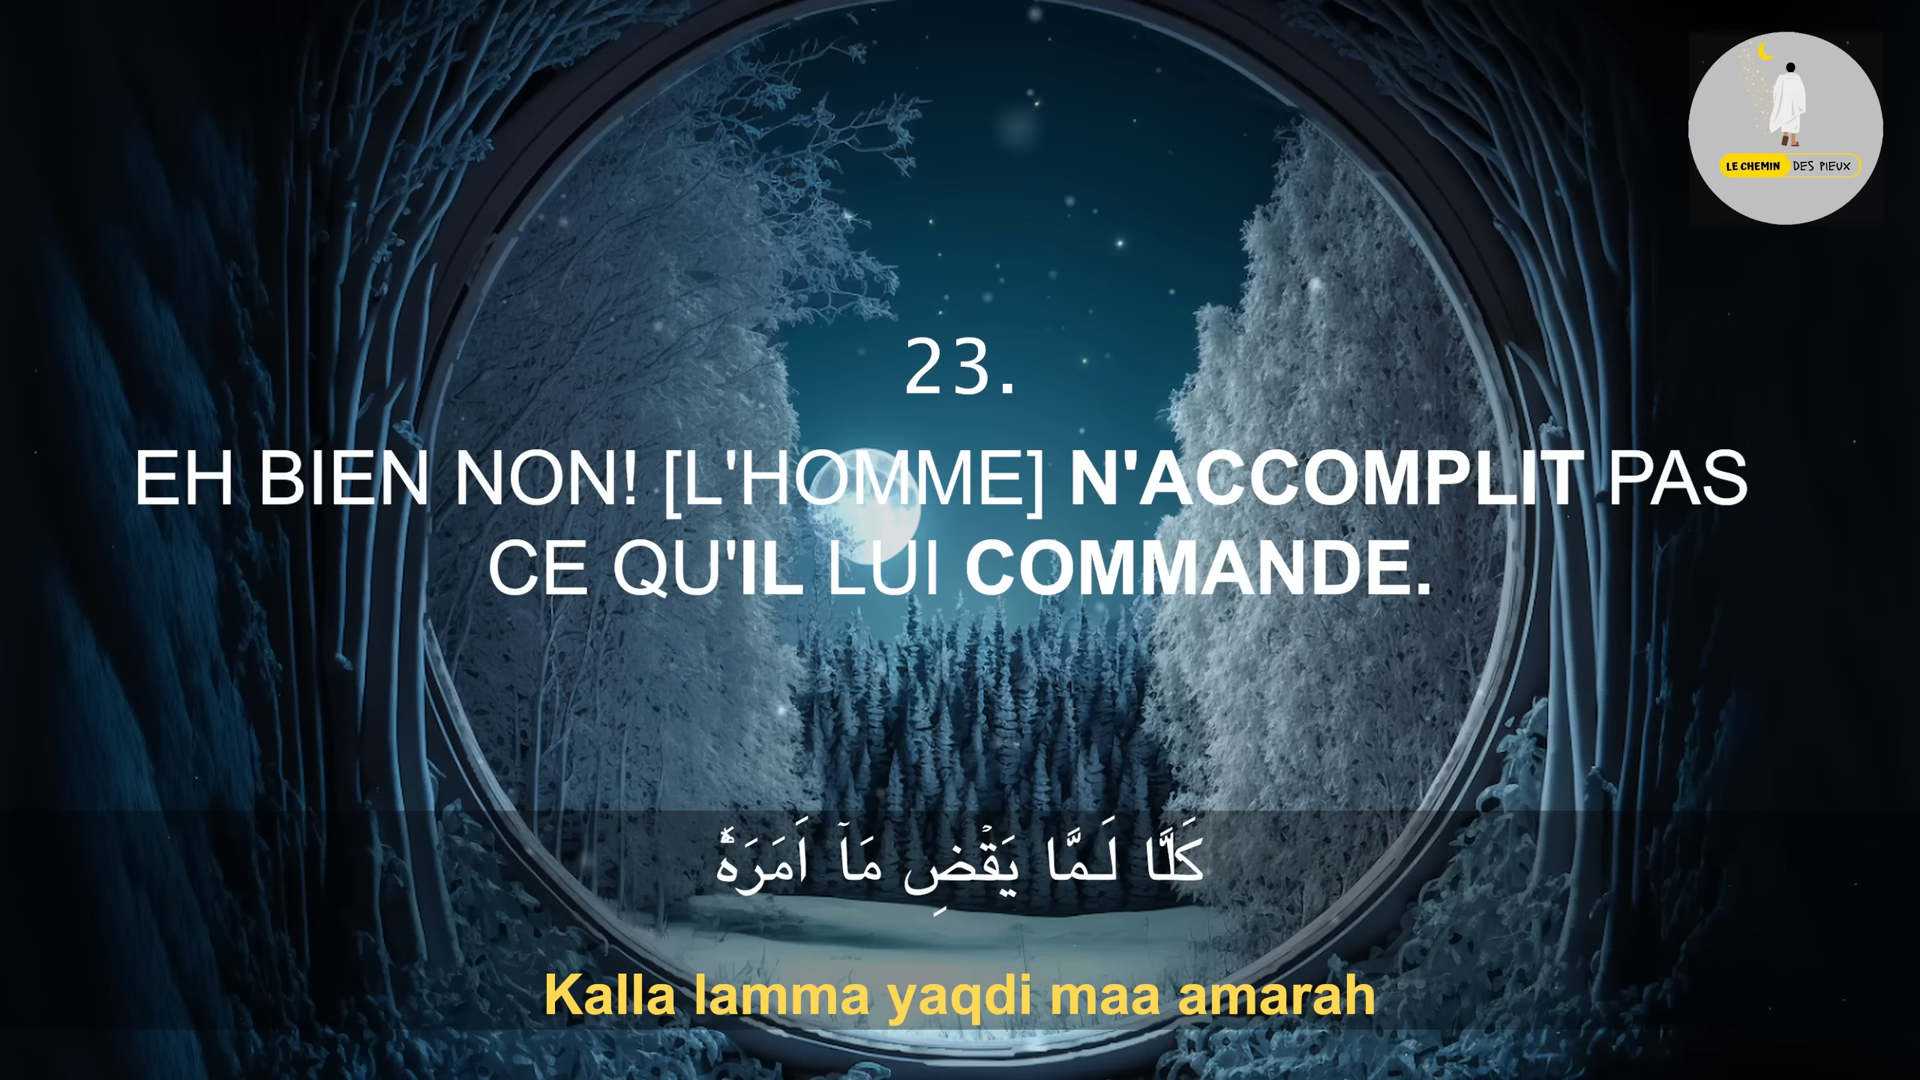 LE CHEMIN DES PIEUX
23.
EH BIEN NON! [L'HOMME] N'ACCOMPLIT PAS
CE QU'IL LUI COMMANDE.
كَلَّا لَمَّا يَقْضِ مَآ اَمَرَهٗؕ
Kalla lamma yaqdi maa amarah